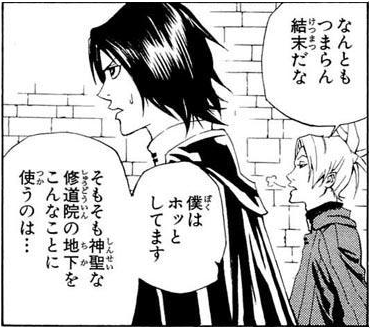 なんとも
つまらん
結末だな
僕は
ホッと
してます
そもそも神聖な
修道院の地下を
こんなことに
使うのは…